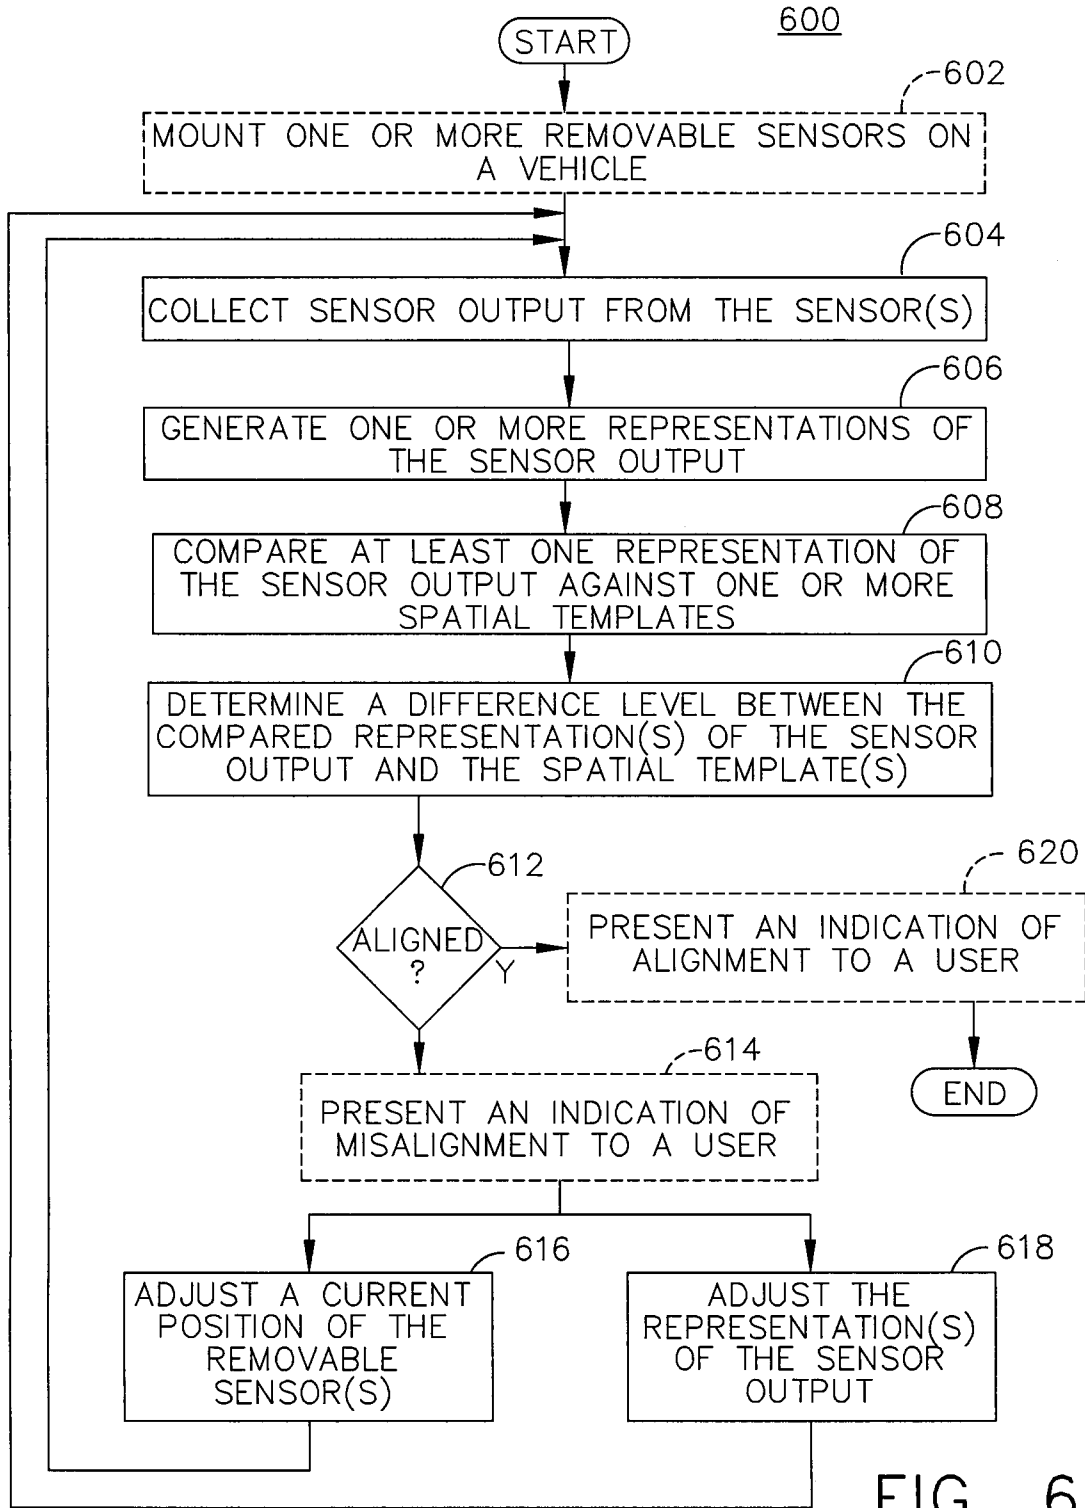 600
START
602
MOUNT ONE OR MORE REMOVABLE SENSORS ON
A VEHICLE
604
COLLECT SENSOR OUTPUT FROM THE SENSOR(S)
606
GENERATE ONE OR MORE REPRESENTATIONS OF
THE SENSOR OUTPUT
608
COMPARE AT LEAST ONE REPRESENTATION OF
THE SENSOR OUTPUT AGAINST ONE OR MORE
SPATIAL TEMPLATES
610
DETERMINE A DIFFERENCE LEVEL BETWEEN THE
COMPARED REPRESENTATION(S) OF THE SENSOR
OUTPUT AND THE SPATIAL TEMPLATE(S)
612
ALIGNED
?
Y
620
PRESENT AN INDICATION OF
ALIGNMENT TO A USER
END
614
PRESENT AN INDICATION OF
MISALIGNMENT TO A USER
616
ADJUST A CURRENT
POSITION OF THE
REMOVABLE
SENSOR(S)
618
ADJUST THE
REPRESENTATION(S)
OF THE SENSOR
OUTPUT
FIG. 6